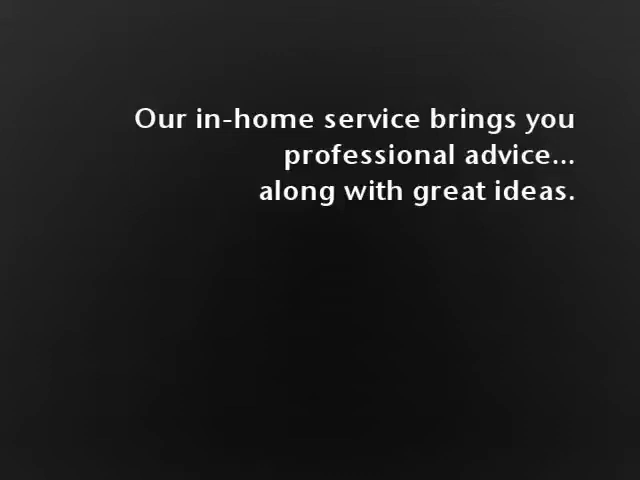 Our in-home service brings you
professional advice...
along with great ideas.